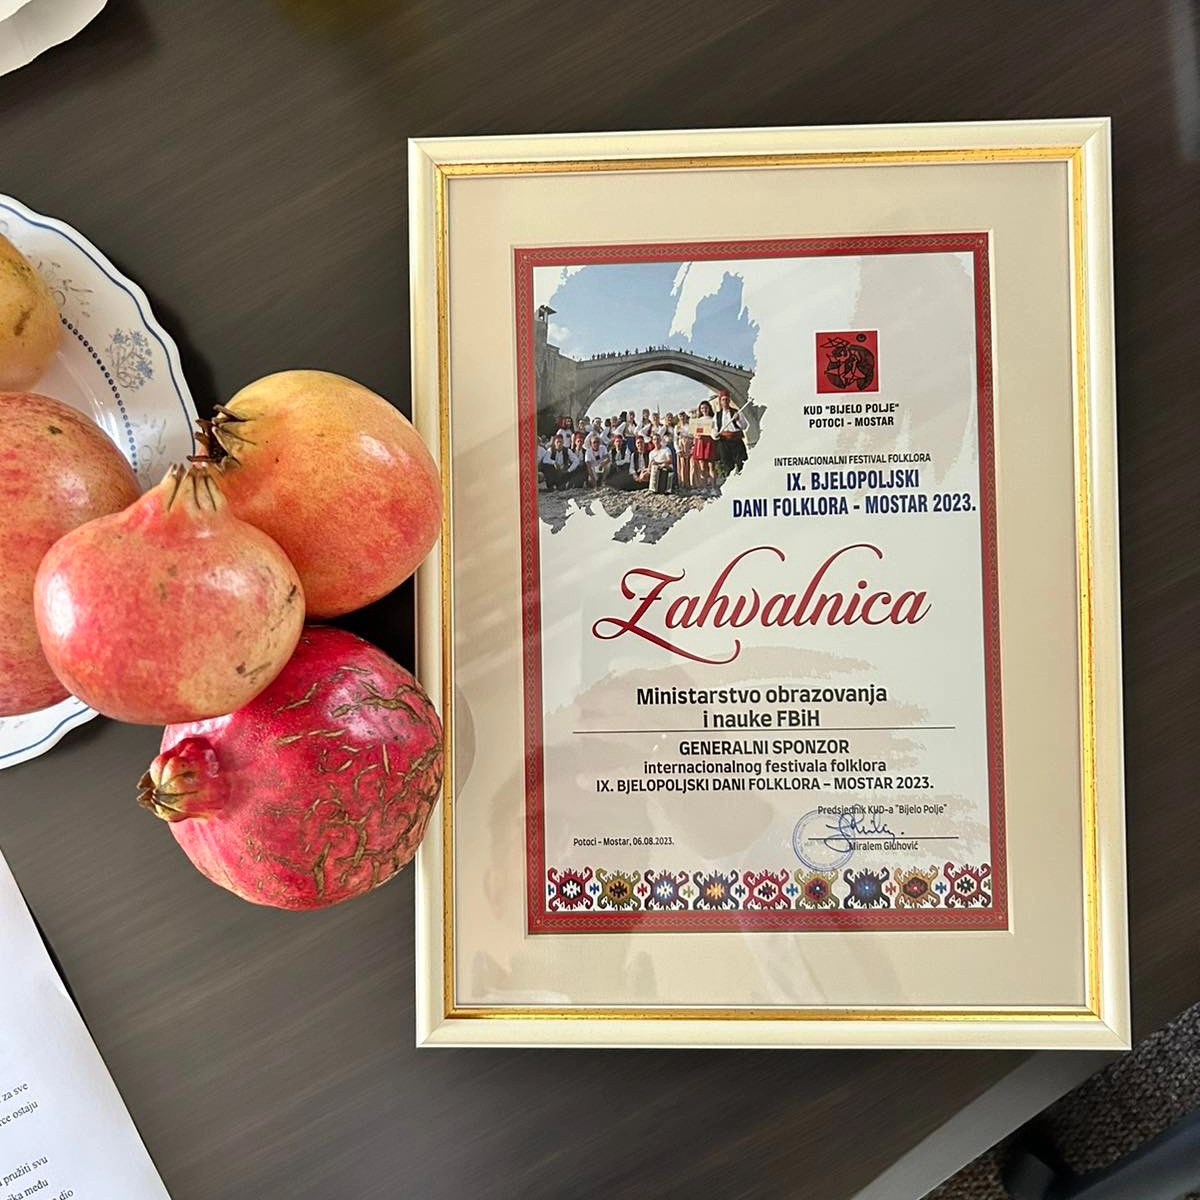 KUD "BIJELO POLJE"
POTOCI - MOSTAR
INTERNACIONALNI FESTIVAL FOLKLORA
IX. BJELOPOLJSKI
DANI FOLKLORA - MOSTAR 2023.
Zahvalnica
Ministarstvo obrazovanja
i nauke FBiH
GENERALNI SPONZOR
internacionalnog festivala folklora
IX. BJELOPOLJSKI DANI FOLKLORA - MOSTAR 2023.
Predsjednik KUD-a "Bijelo Polje"
Potoci - Mostar, 06.08.2023.
Miralem Gluhović
za sve
ostaju
pružiti svu
među
dio